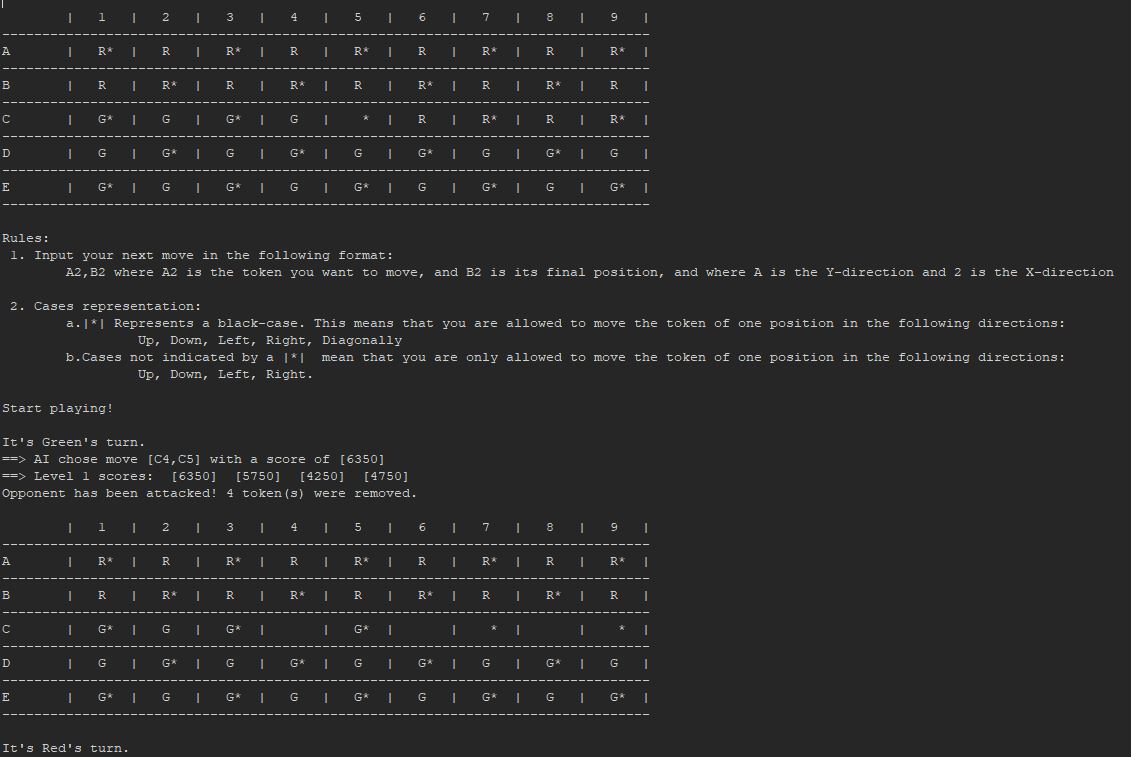 | 1 | 2 | 3 | 4 | 5 | 6 | 7 | 8 | 9 |
---------------------------------------------------------------------------------
A | R* | R | R* | R | R* | R | R* | R | R* |
---------------------------------------------------------------------------------
B | R | R* | R | R* | R | R* | R | R* | R |
---------------------------------------------------------------------------------
C | G* | G | G* | G | * | R | R* | R | R* |
---------------------------------------------------------------------------------
D | G | G* | G | G* | G | G* | G | G* | G |
---------------------------------------------------------------------------------
E | G* | G | G* | G | G* | G | G* | G | G* |
---------------------------------------------------------------------------------
Rules:
1. Input your next move in the following format:
A2,B2 where A2 is the token you want to move, and B2 is its final position, and where A is the Y-direction and 2 is the X-direction
2. Cases representation:
a.|*| Represents a black-case. This means that you are allowed to move the token of one position in the following directions:
Up, Down, Left, Right, Diagonally
b.Cases not indicated by a |*|  mean that you are only allowed to move the token of one position in the following directions:
Up, Down, Left, Right.
Start playing!
It's Green's turn.
==> AI chose move [C4,C5] with a score of [6350]
==> Level 1 scores:  [6350]  [5750]  [4250]  [4750]
Opponent has been attacked! 4 token(s) were removed.
| 1 | 2 | 3 | 4 | 5 | 6 | 7 | 8 | 9 |
---------------------------------------------------------------------------------
A | R* | R | R* | R | R* | R | R* | R | R* |
---------------------------------------------------------------------------------
B | R | R* | R | R* | R | R* | R | R* | R |
---------------------------------------------------------------------------------
C | G* | G | G* | | G* | | * | | * |
---------------------------------------------------------------------------------
D | G | G* | G | G* | G | G* | G | G* | G |
---------------------------------------------------------------------------------
E | G* | G | G* | G | G* | G | G* | G | G* |
---------------------------------------------------------------------------------
It's Red's turn.